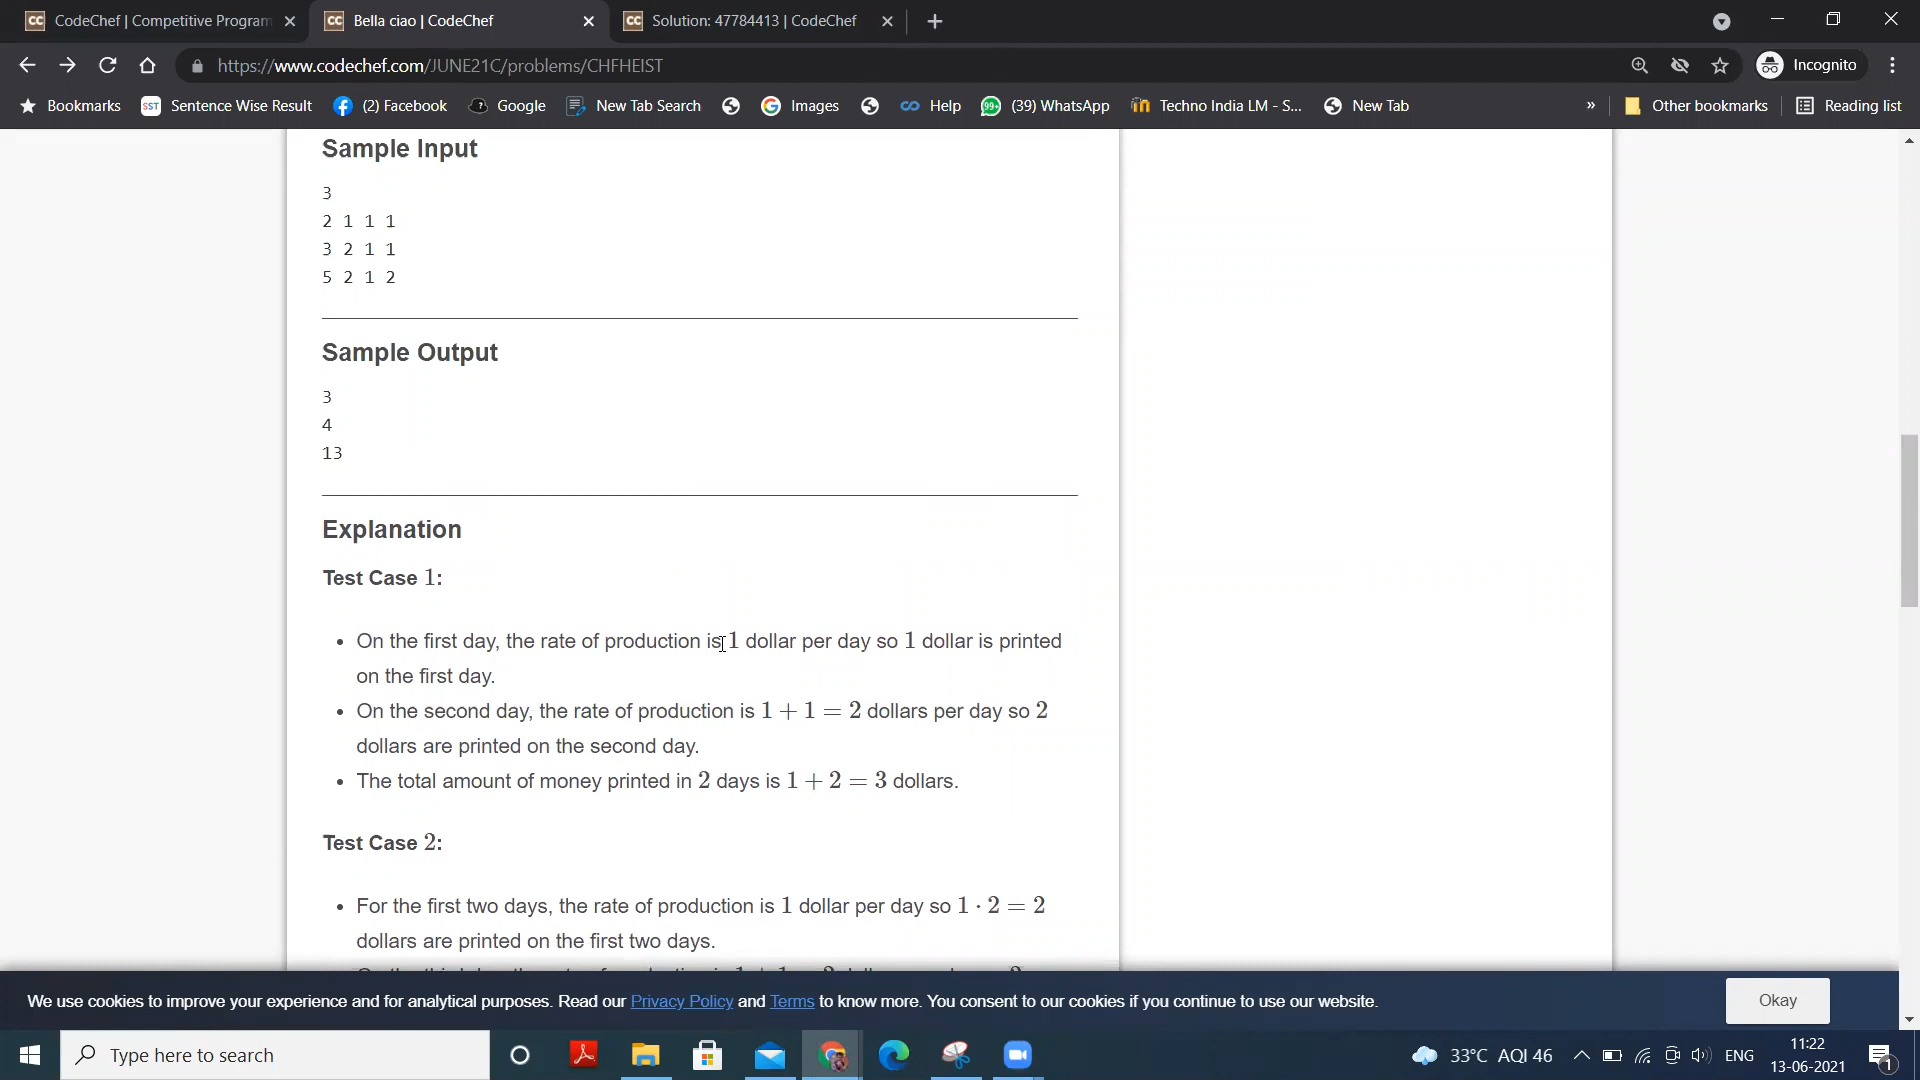 CodeChef | Competitive Program
Bella ciao | CodeChef
Solution: 47784413 | CodeChef
https://www.codechef.com/JUNE21C/problems/CHFHEIST
Incognito
Bookmarks
Sentence Wise Result
(2) Facebook
Google
New Tab Search
Images
Help
(39) WhatsApp
Techno India LM - S...
New Tab
»
Other bookmarks
Reading list
Sample Input
3
2 1 1 1
3 2 1 1
5 2 1 2
Sample Output
3
4
13
Explanation
Test Case 1:
• On the first day, the rate of production is 1 dollar per day so 1 dollar is printed
on the first day.
• On the second day, the rate of production is 1 + 1 = 2 dollars per day so 2
dollars are printed on the second day.
• The total amount of money printed in 2 days is 1 + 2 = 3 dollars.
Test Case 2:
• For the first two days, the rate of production is 1 dollar per day so 1 · 2 = 2
dollars are printed on the first two days.
We use cookies to improve your experience and for analytical purposes. Read our Privacy Policy and Terms to know more. You consent to our cookies if you continue to use our website.
Okay
Type here to search
33°C AQI 46
ENG
11:22
13-06-2021
1